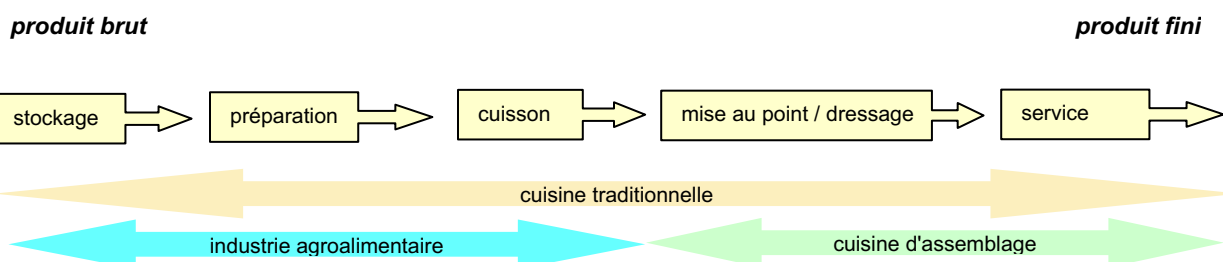 produit brut produit fini
stockage préparation cuisson mise au point / dressage service
cuisine traditionnelle
industrie agroalimentaire cuisine d'assemblage